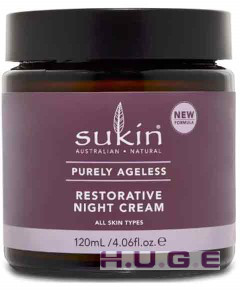 sukin
AUSTRALIAN • NATURAL
NEW
FORMULA
PURELY AGELESS
RESTORATIVE
NIGHT CREAM
ALL SKIN TYPES
120mL / 4.06fl.oz.℮
H.U.G.E